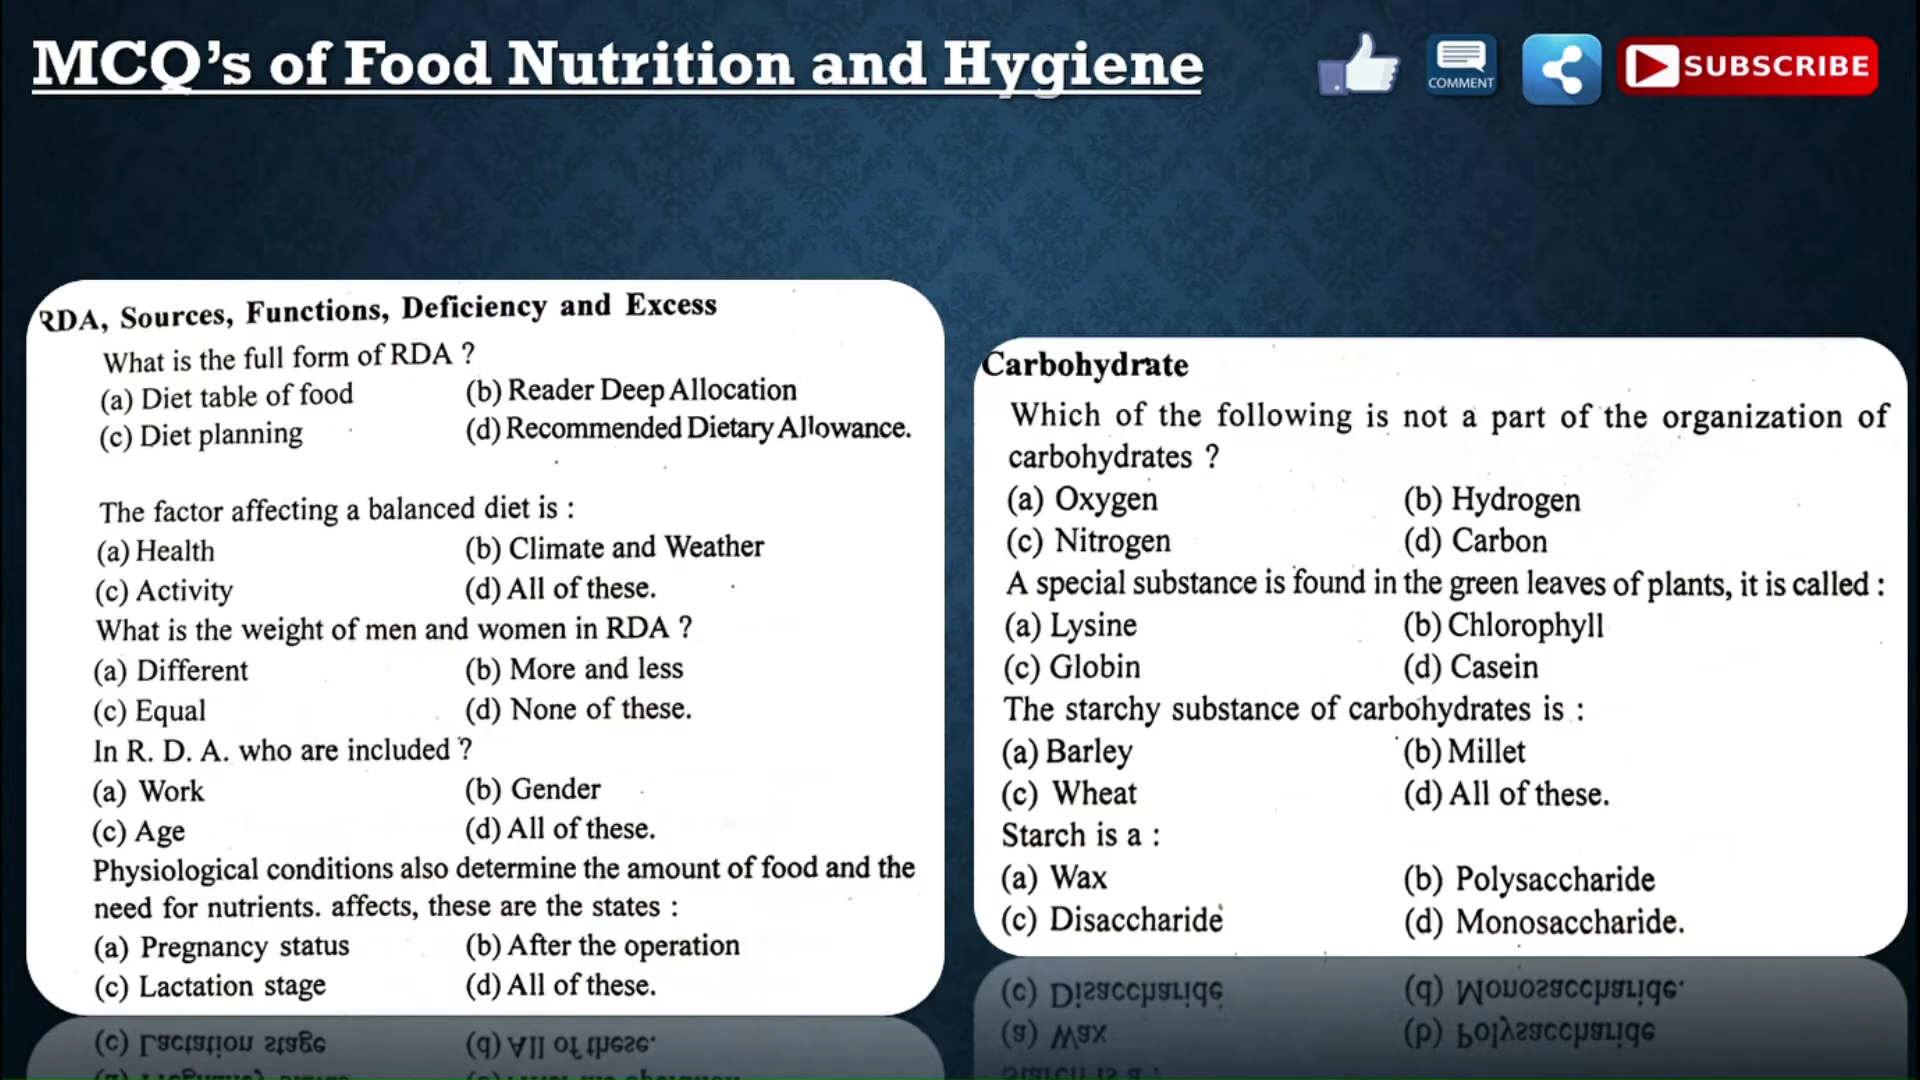 MCQ's of Food Nutrition and Hygiene
COMMENT
SUBSCRIBE
RDA, Sources, Functions, Deficiency and Excess
What is the full form of RDA ?
(a) Diet table of food (b) Reader Deep Allocation
(c) Diet planning (d) Recommended Dietary Allowance.
The factor affecting a balanced diet is :
(a) Health (b) Climate and Weather
(c) Activity (d) All of these.
What is the weight of men and women in RDA ?
(a) Different (b) More and less
(c) Equal (d) None of these.
In R. D. A. who are included ?
(a) Work (b) Gender
(c) Age (d) All of these.
Physiological conditions also determine the amount of food and the
need for nutrients. affects, these are the states :
(a) Pregnancy status (b) After the operation
(c) Lactation stage (d) All of these.
Carbohydrate
Which of the following is not a part of the organization of
carbohydrates ?
(a) Oxygen (b) Hydrogen
(c) Nitrogen (d) Carbon
A special substance is found in the green leaves of plants, it is called :
(a) Lysine (b) Chlorophyll
(c) Globin (d) Casein
The starchy substance of carbohydrates is :
(a) Barley (b) Millet
(c) Wheat (d) All of these.
Starch is a :
(a) Wax (b) Polysaccharide
(c) Disaccharide (d) Monosaccharide.